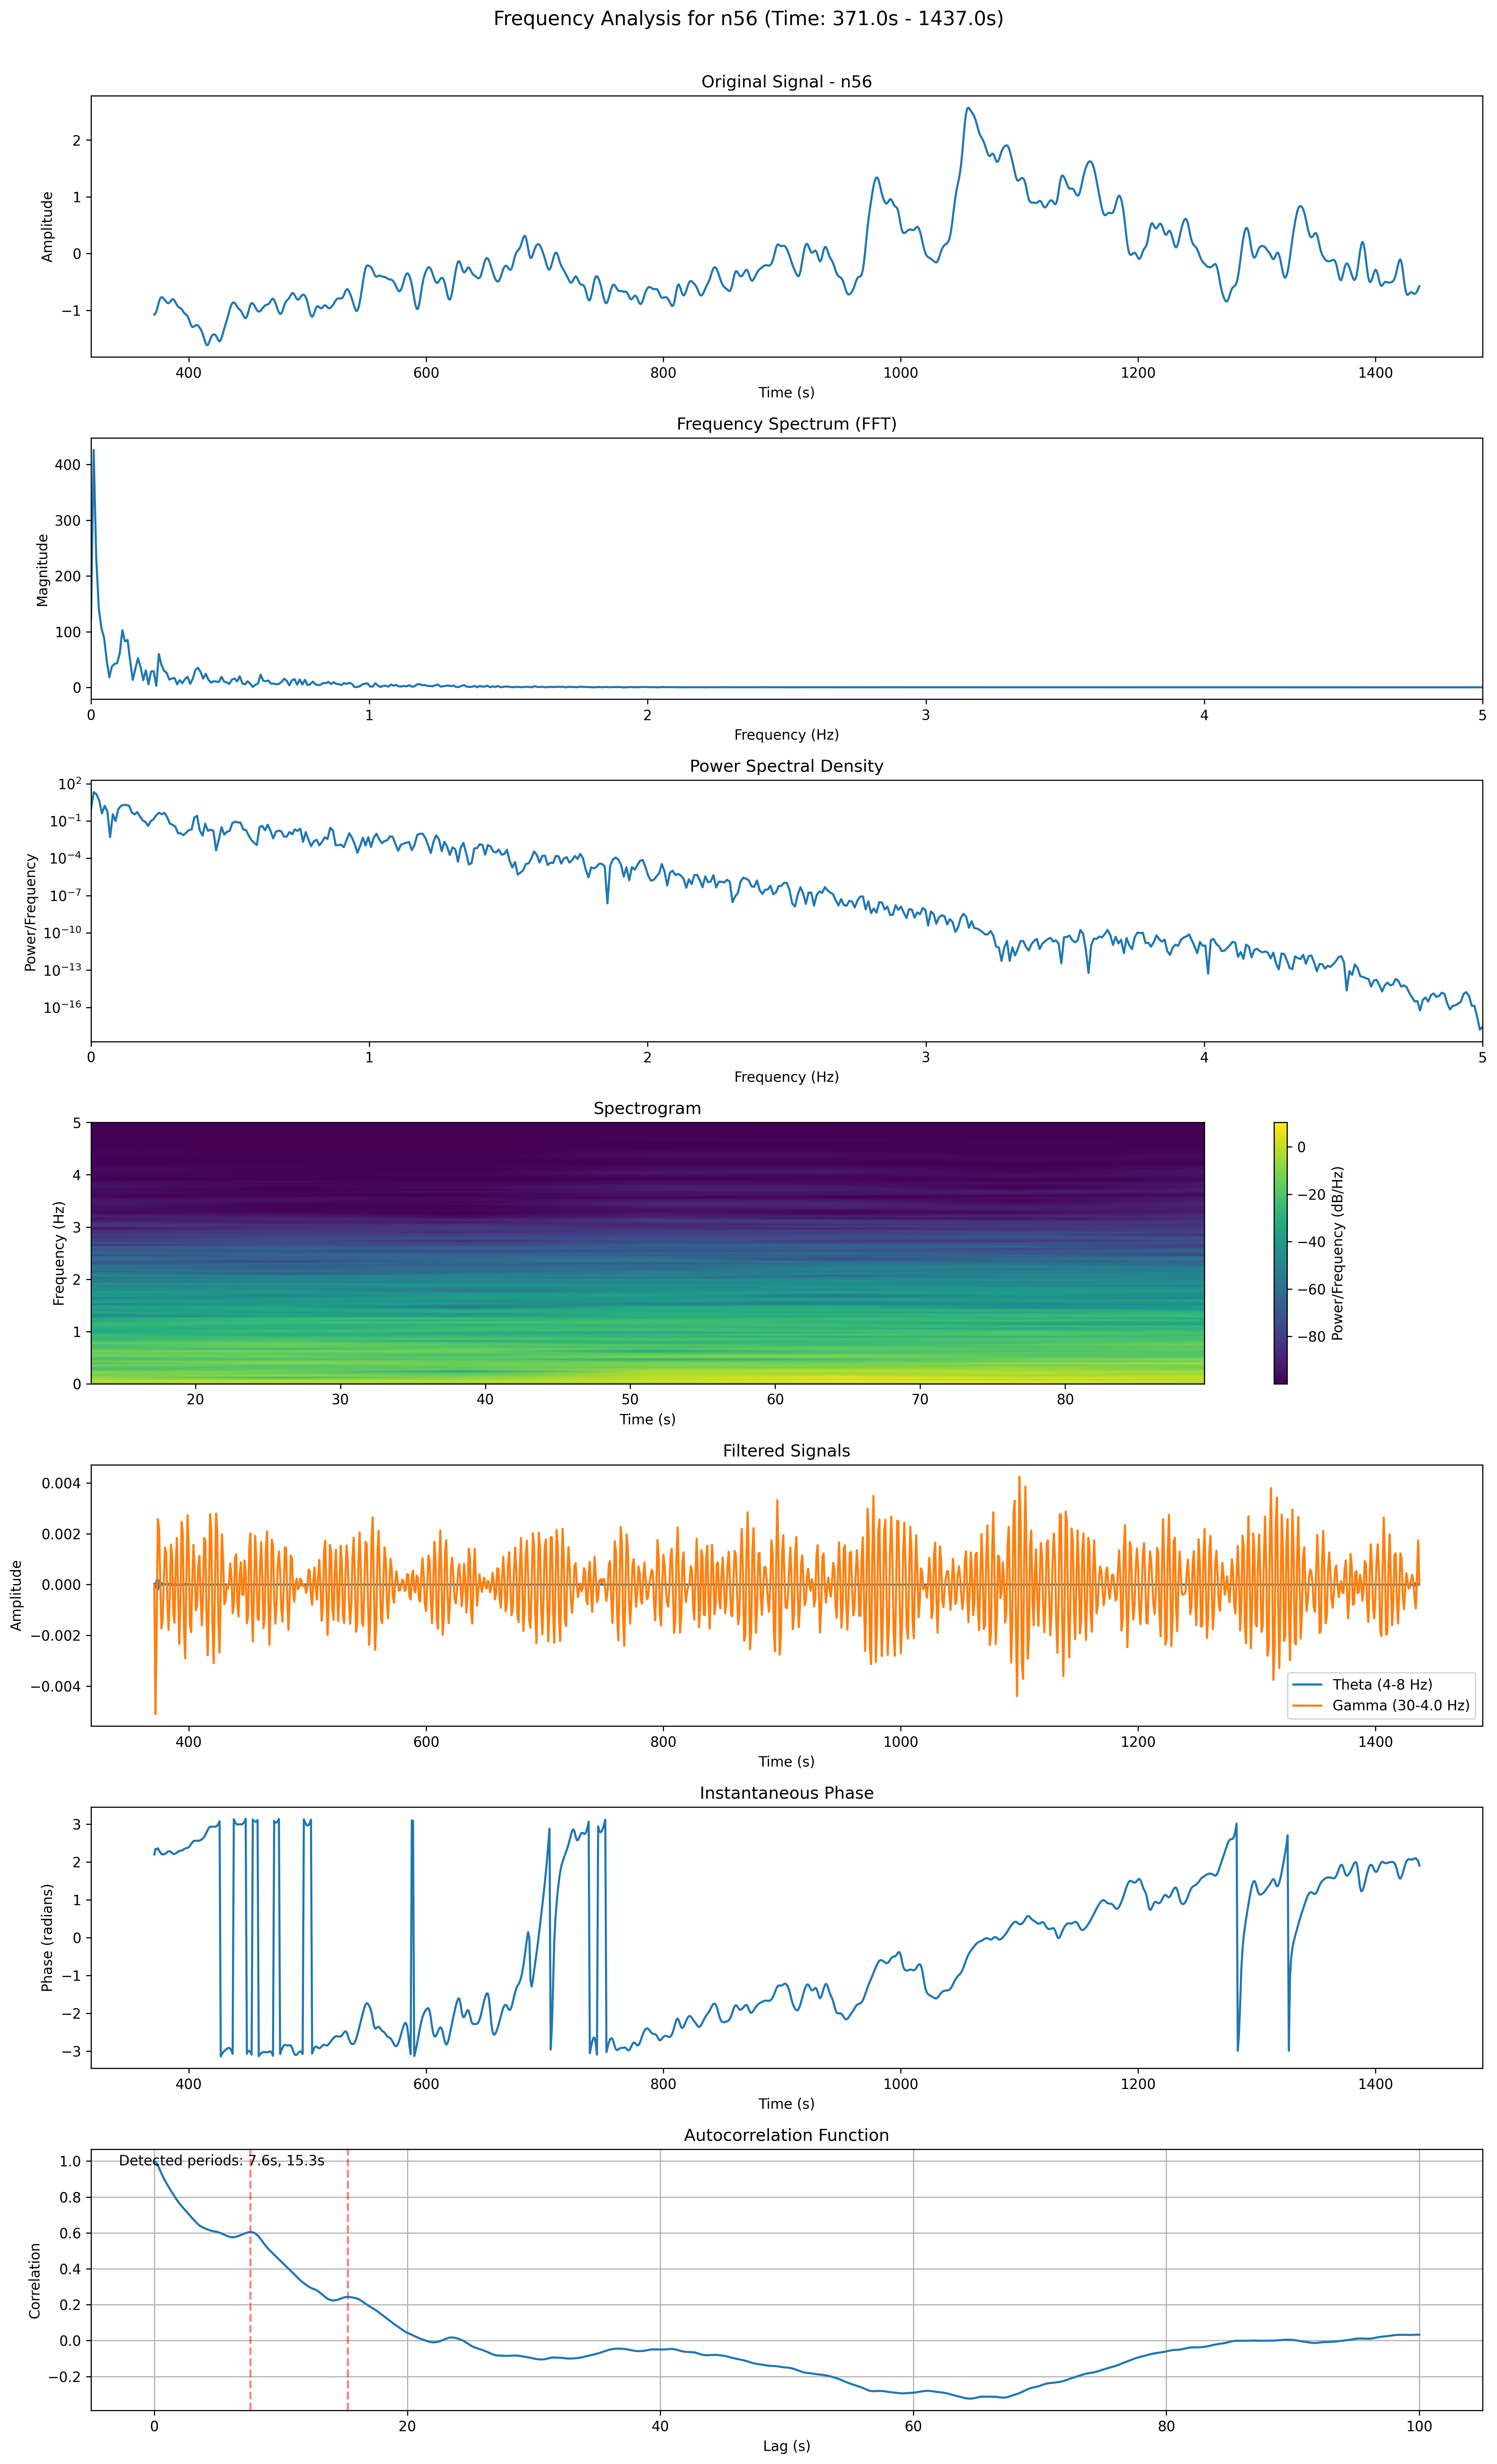 Frequency Analysis for n56 (Time: 371.0s - 1437.0s)
Original Signal - n56
Amplitude
2
1
0
−1
400 600 800 1000 1200 1400
Time (s)
Frequency Spectrum (FFT)
Magnitude
400
300
200
100
0
0 1 2 3 4 5
Frequency (Hz)
Power Spectral Density
Power/Frequency
10²
10⁻¹
10⁻⁴
10⁻⁷
10⁻¹⁰
10⁻¹³
10⁻¹⁶
0 1 2 3 4 5
Frequency (Hz)
Spectrogram
Frequency (Hz)
5
4
3
2
1
0
20 30 40 50 60 70 80
Time (s)
0
−20
−40
−60
−80
Power/Frequency (dB/Hz)
Filtered Signals
Amplitude
0.004
0.002
0.000
−0.002
−0.004
Theta (4-8 Hz)
Gamma (30-4.0 Hz)
400 600 800 1000 1200 1400
Time (s)
Instantaneous Phase
Phase (radians)
3
2
1
0
−1
−2
−3
400 600 800 1000 1200 1400
Time (s)
Autocorrelation Function
Detected periods: 7.6s, 15.3s
Correlation
1.0
0.8
0.6
0.4
0.2
0.0
−0.2
0 20 40 60 80 100
Lag (s)